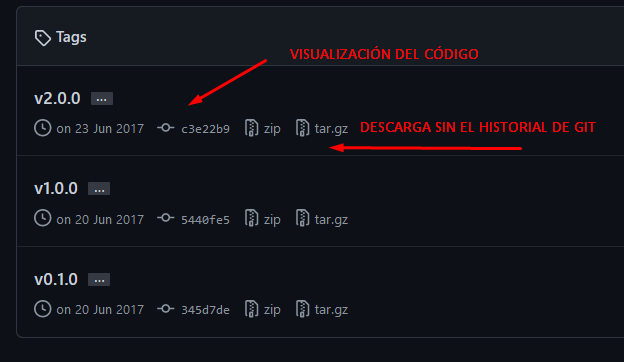 Tags
VISUALIZACIÓN DEL CÓDIGO
v2.0.0 ...
on 23 Jun 2017 c3e22b9 zip tar.gz DESCARGA SIN EL HISTORIAL DE GIT
v1.0.0 ...
on 20 Jun 2017 5440fe5 zip tar.gz
v0.1.0 ...
on 20 Jun 2017 345d7de zip tar.gz